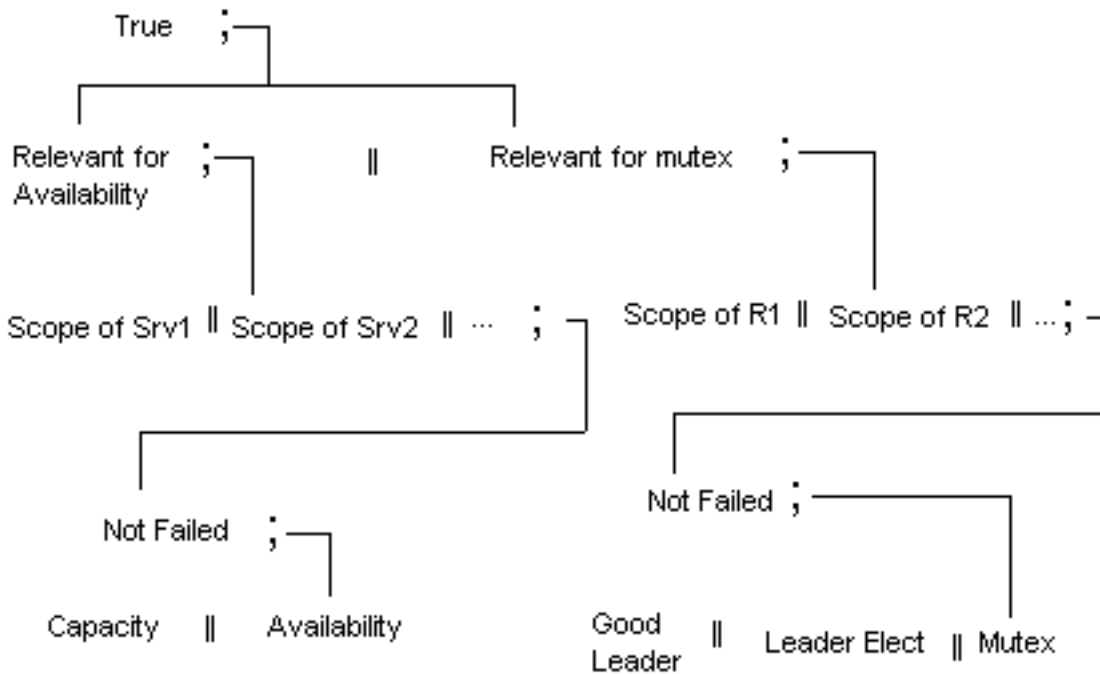 True ;
Relevant for ; || Relevant for mutex ;
Availability
Scope of Srv1 || Scope of Srv2 || ... ; Scope of R1 || Scope of R2 || ... ;
Not Failed ; Not Failed ;
Capacity || Availability Good || Leader Elect || Mutex
Leader